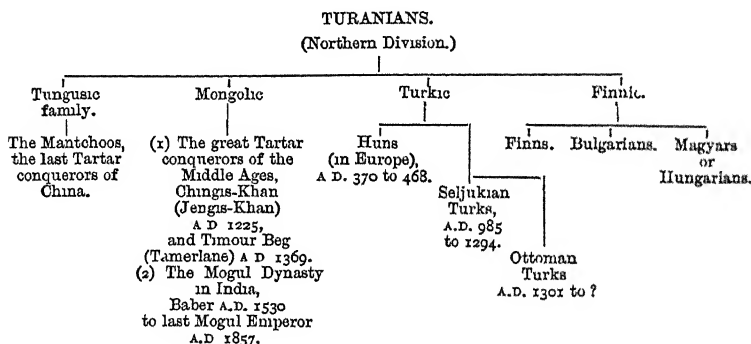 TURANIANS.
(Northern Division.)
Tungusic
family.
The Mantchoos,
the last Tartar
conquerors of
China.
Mongolic
(1) The great Tartar
conquerors of the
Middle Ages,
Chingis-Khan
(Jengis-Khan)
A D 1225,
and Timour Beg
(Tamerlane) A D 1369.
(2) The Mogul Dynasty
in India,
Baber A.D. 1530
to last Mogul Emperor
A.D 1857.
Turkic
Huns
(in Europe),
A D. 370 to 468.
Seljukian
Turks,
A.D. 985
to 1294.
Ottoman
Turks
A.D. 1301 to ?
Finnic.
Finns.
Bulgarians.
Magyars
or
Hungarians.